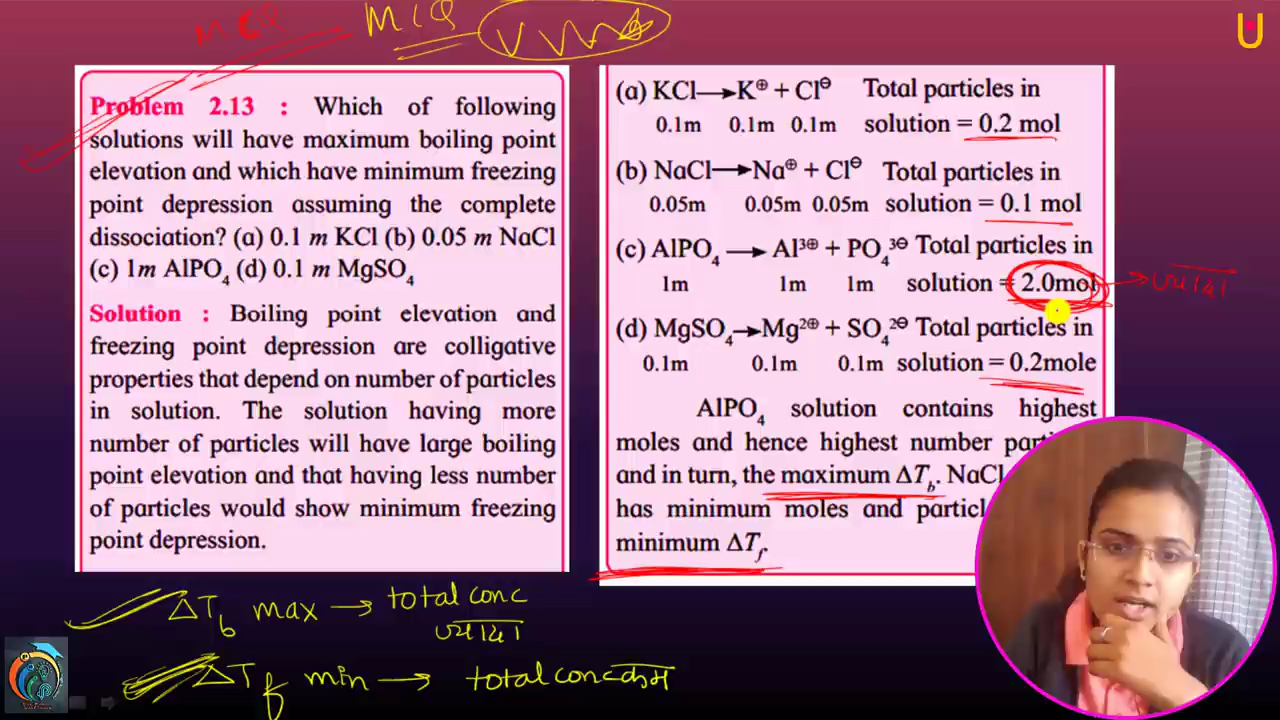 MCQ MCQ
Problem 2.13 : Which of following
solutions will have maximum boiling point
elevation and which have minimum freezing
point depression assuming the complete
dissociation? (a) 0.1 m KCl (b) 0.05 m NaCl
(c) 1m AlPO₄ (d) 0.1 m MgSO₄
Solution : Boiling point elevation and
freezing point depression are colligative
properties that depend on number of particles
in solution. The solution having more
number of particles will have large boiling
point elevation and that having less number
of particles would show minimum freezing
point depression.
(a) KCl→K⊕ + Cl⊖ Total particles in
0.1m 0.1m 0.1m solution = 0.2 mol
(b) NaCl→Na⊕ + Cl⊖ Total particles in
0.05m 0.05m 0.05m solution = 0.1 mol
(c) AlPO₄ → Al³⊕ + PO₄³⊖ Total particles in
1m 1m 1m solution = 2.0mol
(d) MgSO₄→Mg²⊕ + SO₄²⊖ Total particles in
0.1m 0.1m 0.1m solution = 0.2mole
AlPO₄ solution contains highest
moles and hence highest number
and in turn, the maximum ΔT_b. NaCl
has minimum moles and
minimum ΔT_f.
ΔT_b max → total conc
ज्यादा
ΔT_f min → total conc कम